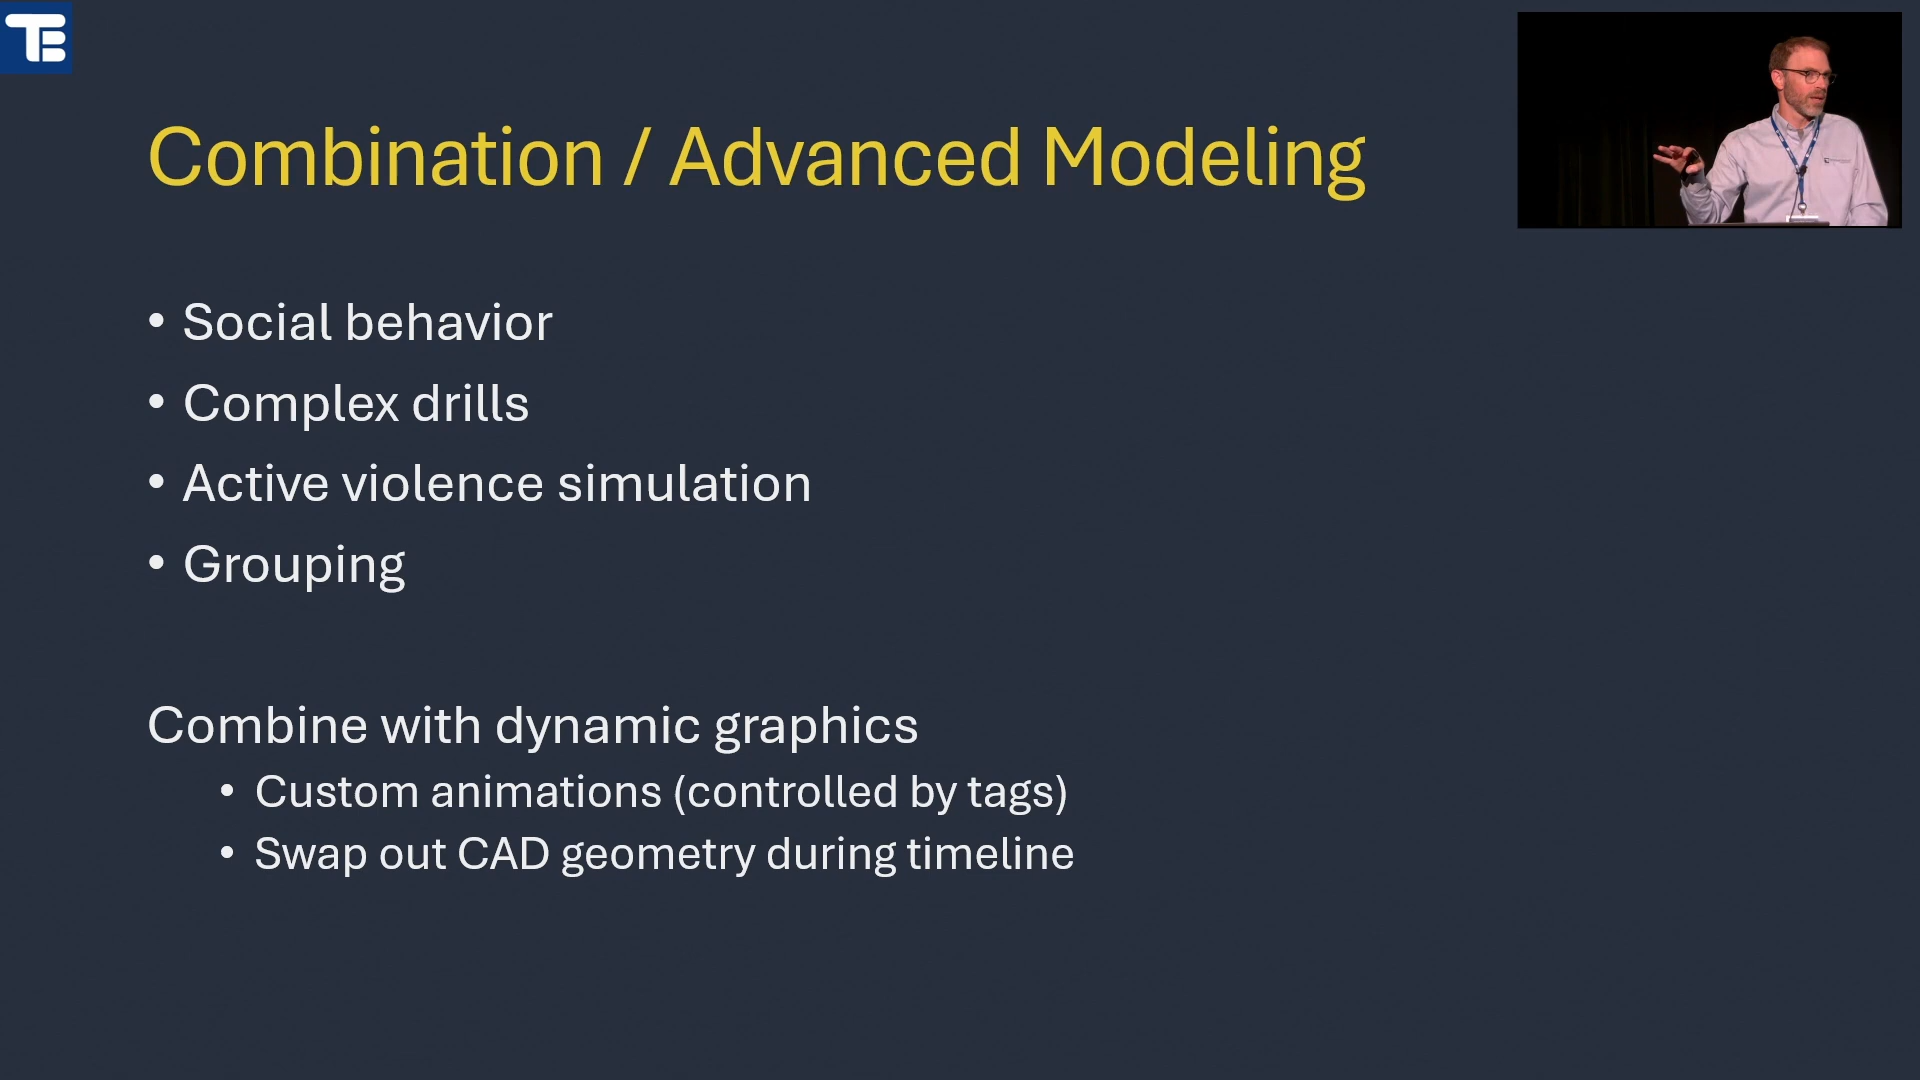 TB
Combination / Advanced Modeling
• Social behavior
• Complex drills
• Active violence simulation
• Grouping
Combine with dynamic graphics
• Custom animations (controlled by tags)
• Swap out CAD geometry during timeline